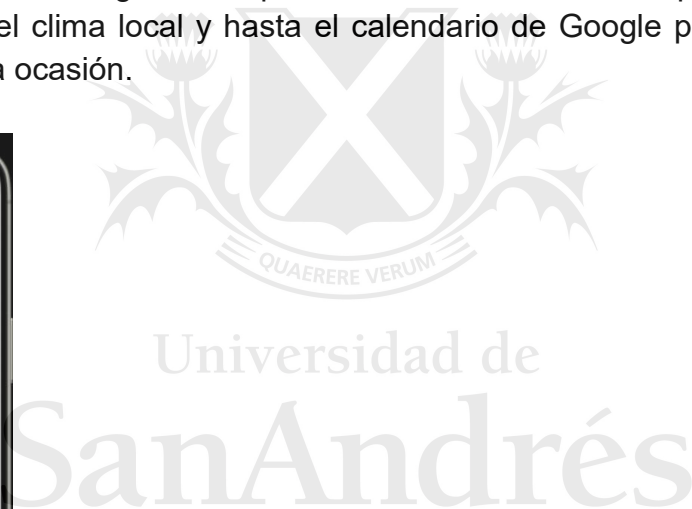 el clima local y hasta el calendario de Google p
a ocasión.
QUAERERE VERUM
Universidad de
SanAndrés